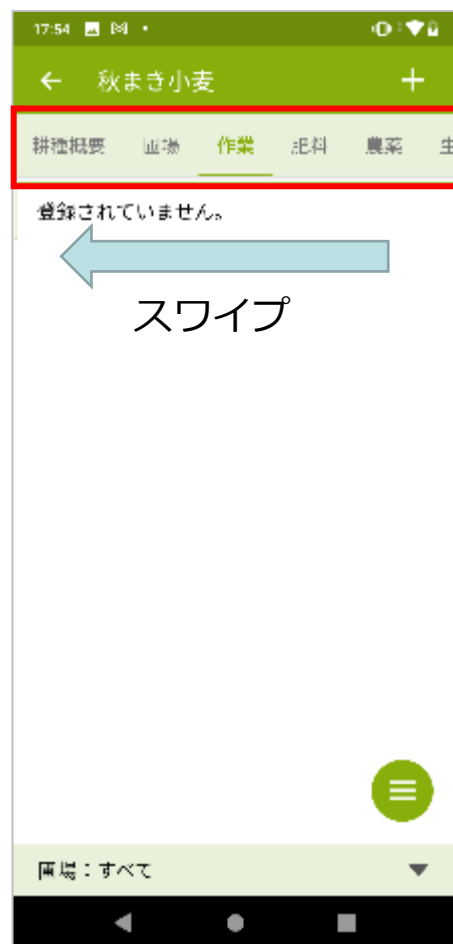 17:54
秋まき小麦
耕種概要 圃場 作業 肥料 農薬 生
登録されていません。
スワイプ
圃場：すべて